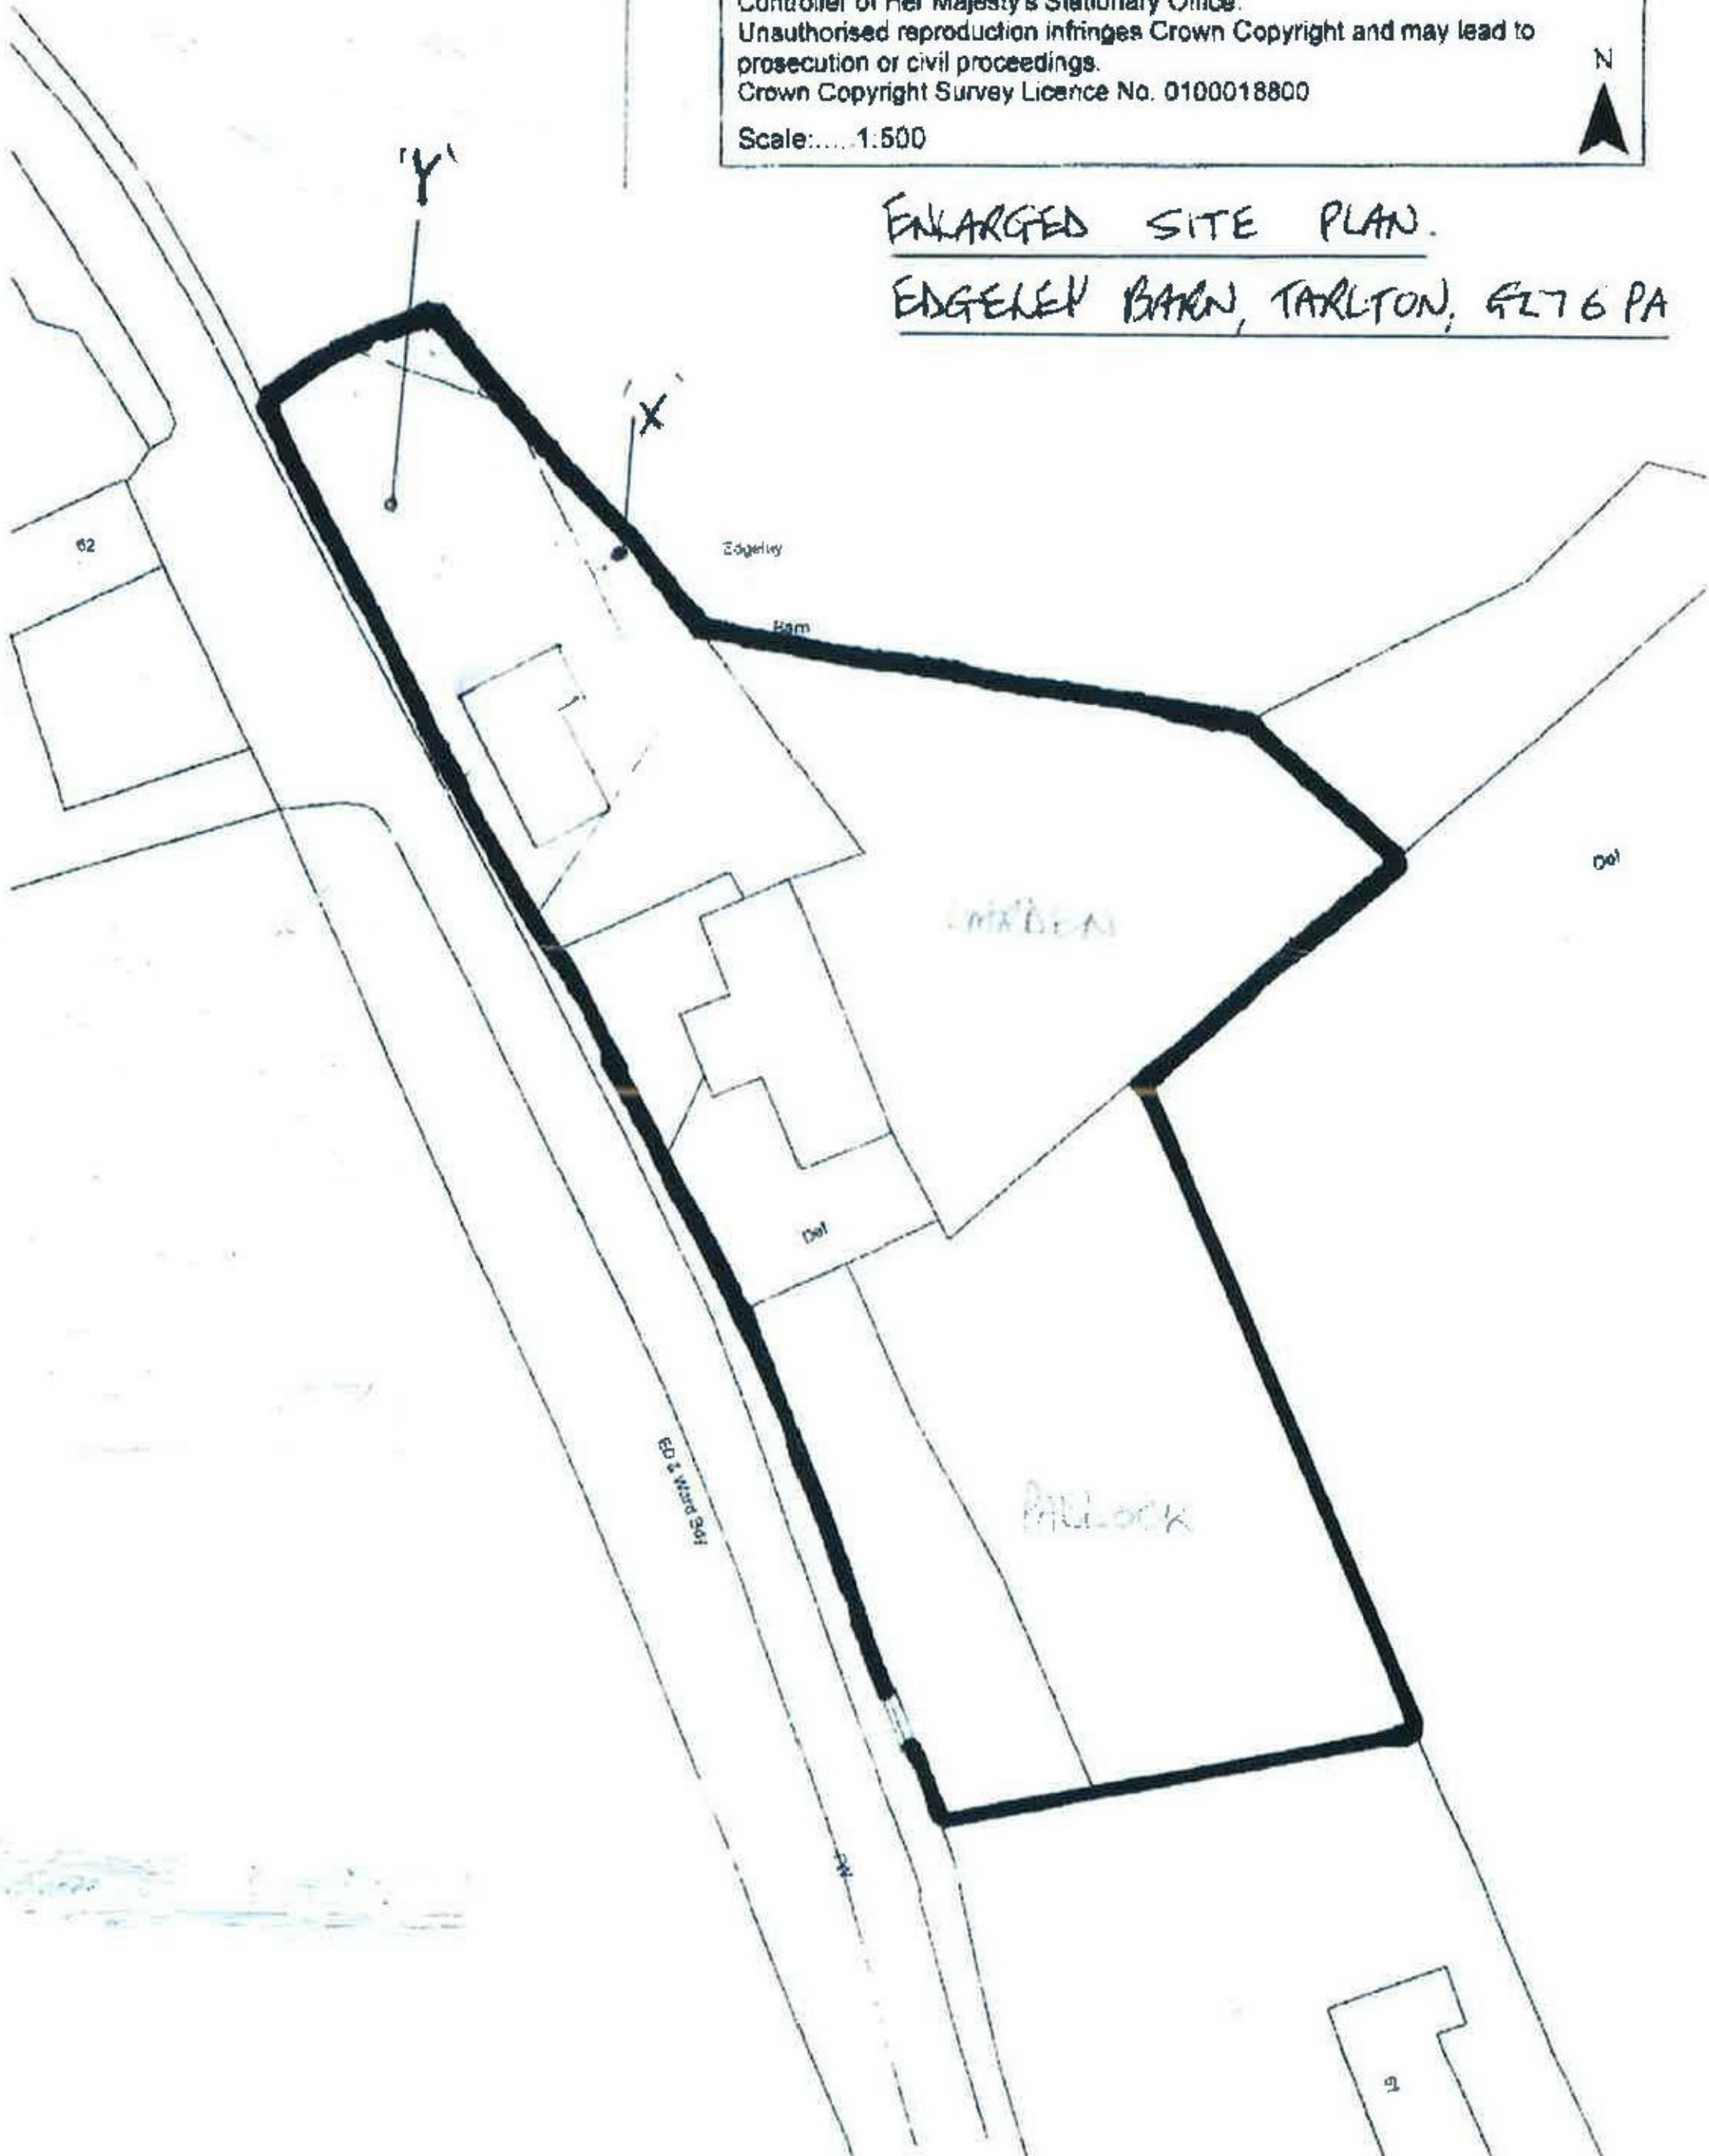 Controller of Her Majesty's Stationary Office.
Unauthorised reproduction infringes Crown Copyright and may lead to
prosecution or civil proceedings.
Crown Copyright Survey Licence No. 0100018800
Scale:.....1:500
N
ENLARGED SITE PLAN.
EDGELEY BARN, TARLTON, GL7 6PA
'Y'
'X'
62
Edgeley
Barn
Def
GARDEN
Def
ED & Ward Bdy
PADDOCK
FW
61